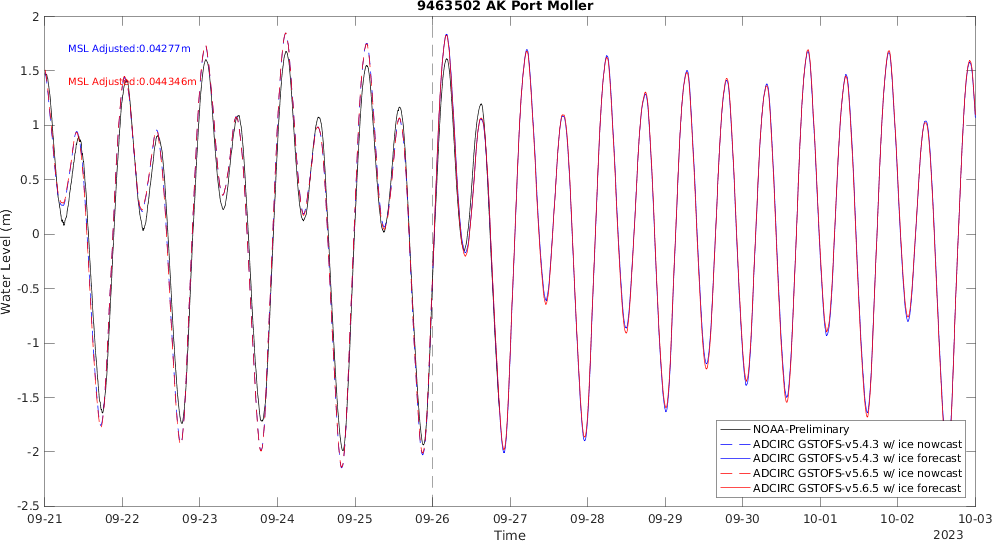 9463502 AK Port Moller
MSL Adjusted:0.04277m
MSL Adjusted:0.044346m
Water Level (m)
2
1.5
1
0.5
0
-0.5
-1
-1.5
-2
-2.5
NOAA-Preliminary
ADCIRC GSTOFS-v5.4.3 w/ ice nowcast
ADCIRC GSTOFS-v5.4.3 w/ ice forecast
ADCIRC GSTOFS-v5.6.5 w/ ice nowcast
ADCIRC GSTOFS-v5.6.5 w/ ice forecast
09-21 09-22 09-23 09-24 09-25 09-26 09-27 09-28 09-29 09-30 10-01 10-02 10-03
Time
2023